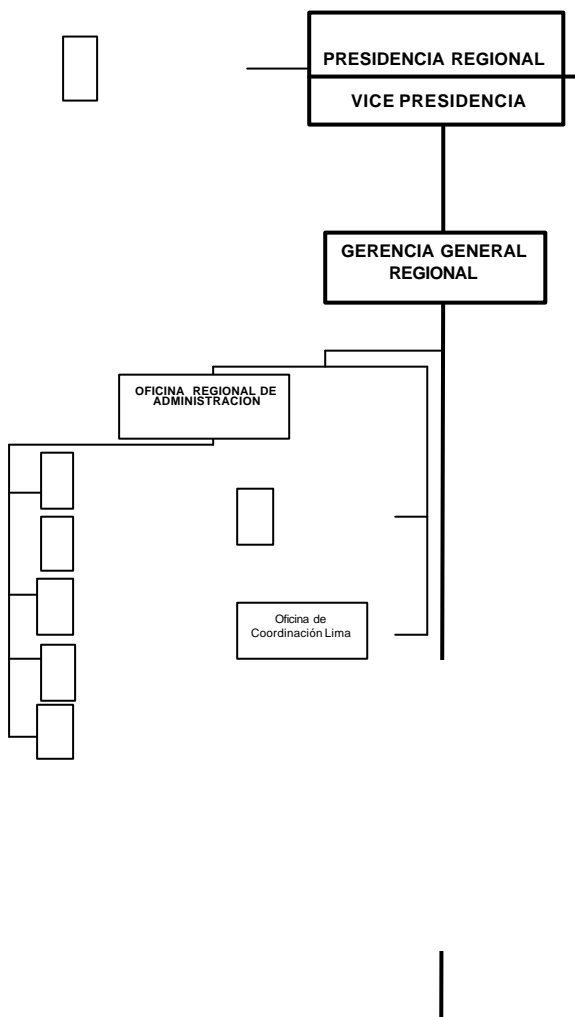 PRESIDENCIA REGIONAL
VICE PRESIDENCIA
GERENCIA GENERAL
REGIONAL
OFICINA REGIONAL DE
ADMINISTRACION
Oficina de
Coordinación Lima